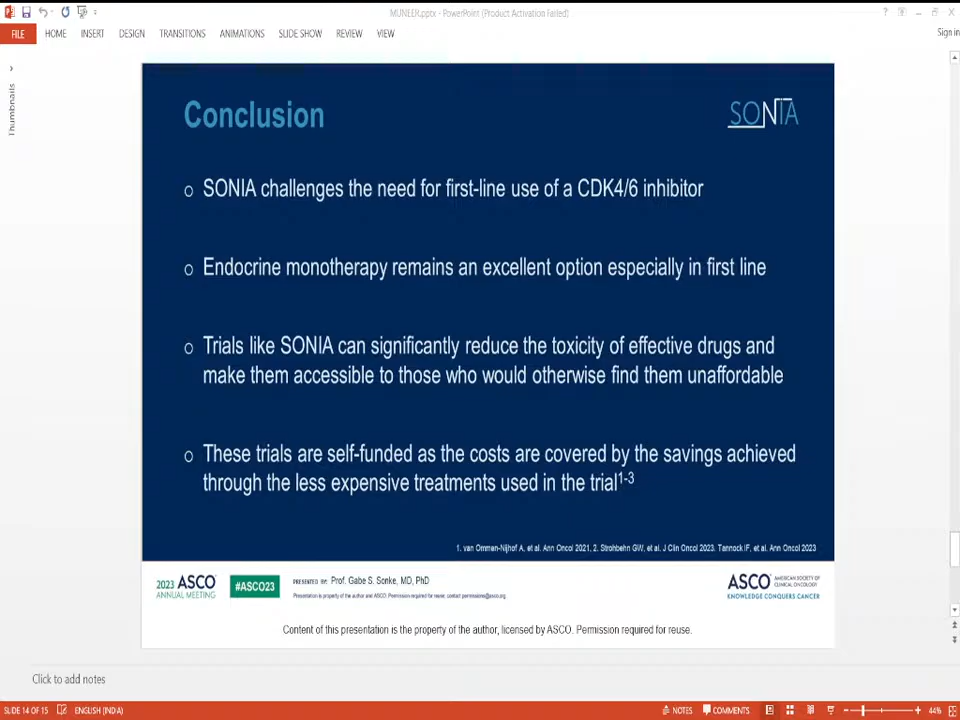 MUNEER.pptx - PowerPoint (Product Activation Failed)
FILE HOME INSERT DESIGN TRANSITIONS ANIMATIONS SLIDE SHOW REVIEW VIEW
Sign in
Thumbnails
Conclusion
SONIA
o SONIA challenges the need for first-line use of a CDK4/6 inhibitor
o Endocrine monotherapy remains an excellent option especially in first line
o Trials like SONIA can significantly reduce the toxicity of effective drugs and
make them accessible to those who would otherwise find them unaffordable
o These trials are self-funded as the costs are covered by the savings achieved
through the less expensive treatments used in the trial1-3
1. van Ommen-Nijhof A, et al. Ann Oncol 2021, 2. Strohbehn GW, et al. J Clin Oncol 2023. Tannock IF, et al. Ann Oncol 2023
2023 ASCO
ANNUAL MEETING
#ASCO23
PRESENTED BY: Prof. Gabe S. Sonke, MD, PhD
Presentation is property of the author and ASCO. Permission required for reuse; contact permissions@asco.org.
ASCO AMERICAN SOCIETY OF
CLINICAL ONCOLOGY
KNOWLEDGE CONQUERS CANCER
Content of this presentation is the property of the author, licensed by ASCO. Permission required for reuse.
Click to add notes
SLIDE 14 OF 15 ENGLISH (INDIA) NOTES COMMENTS 44%